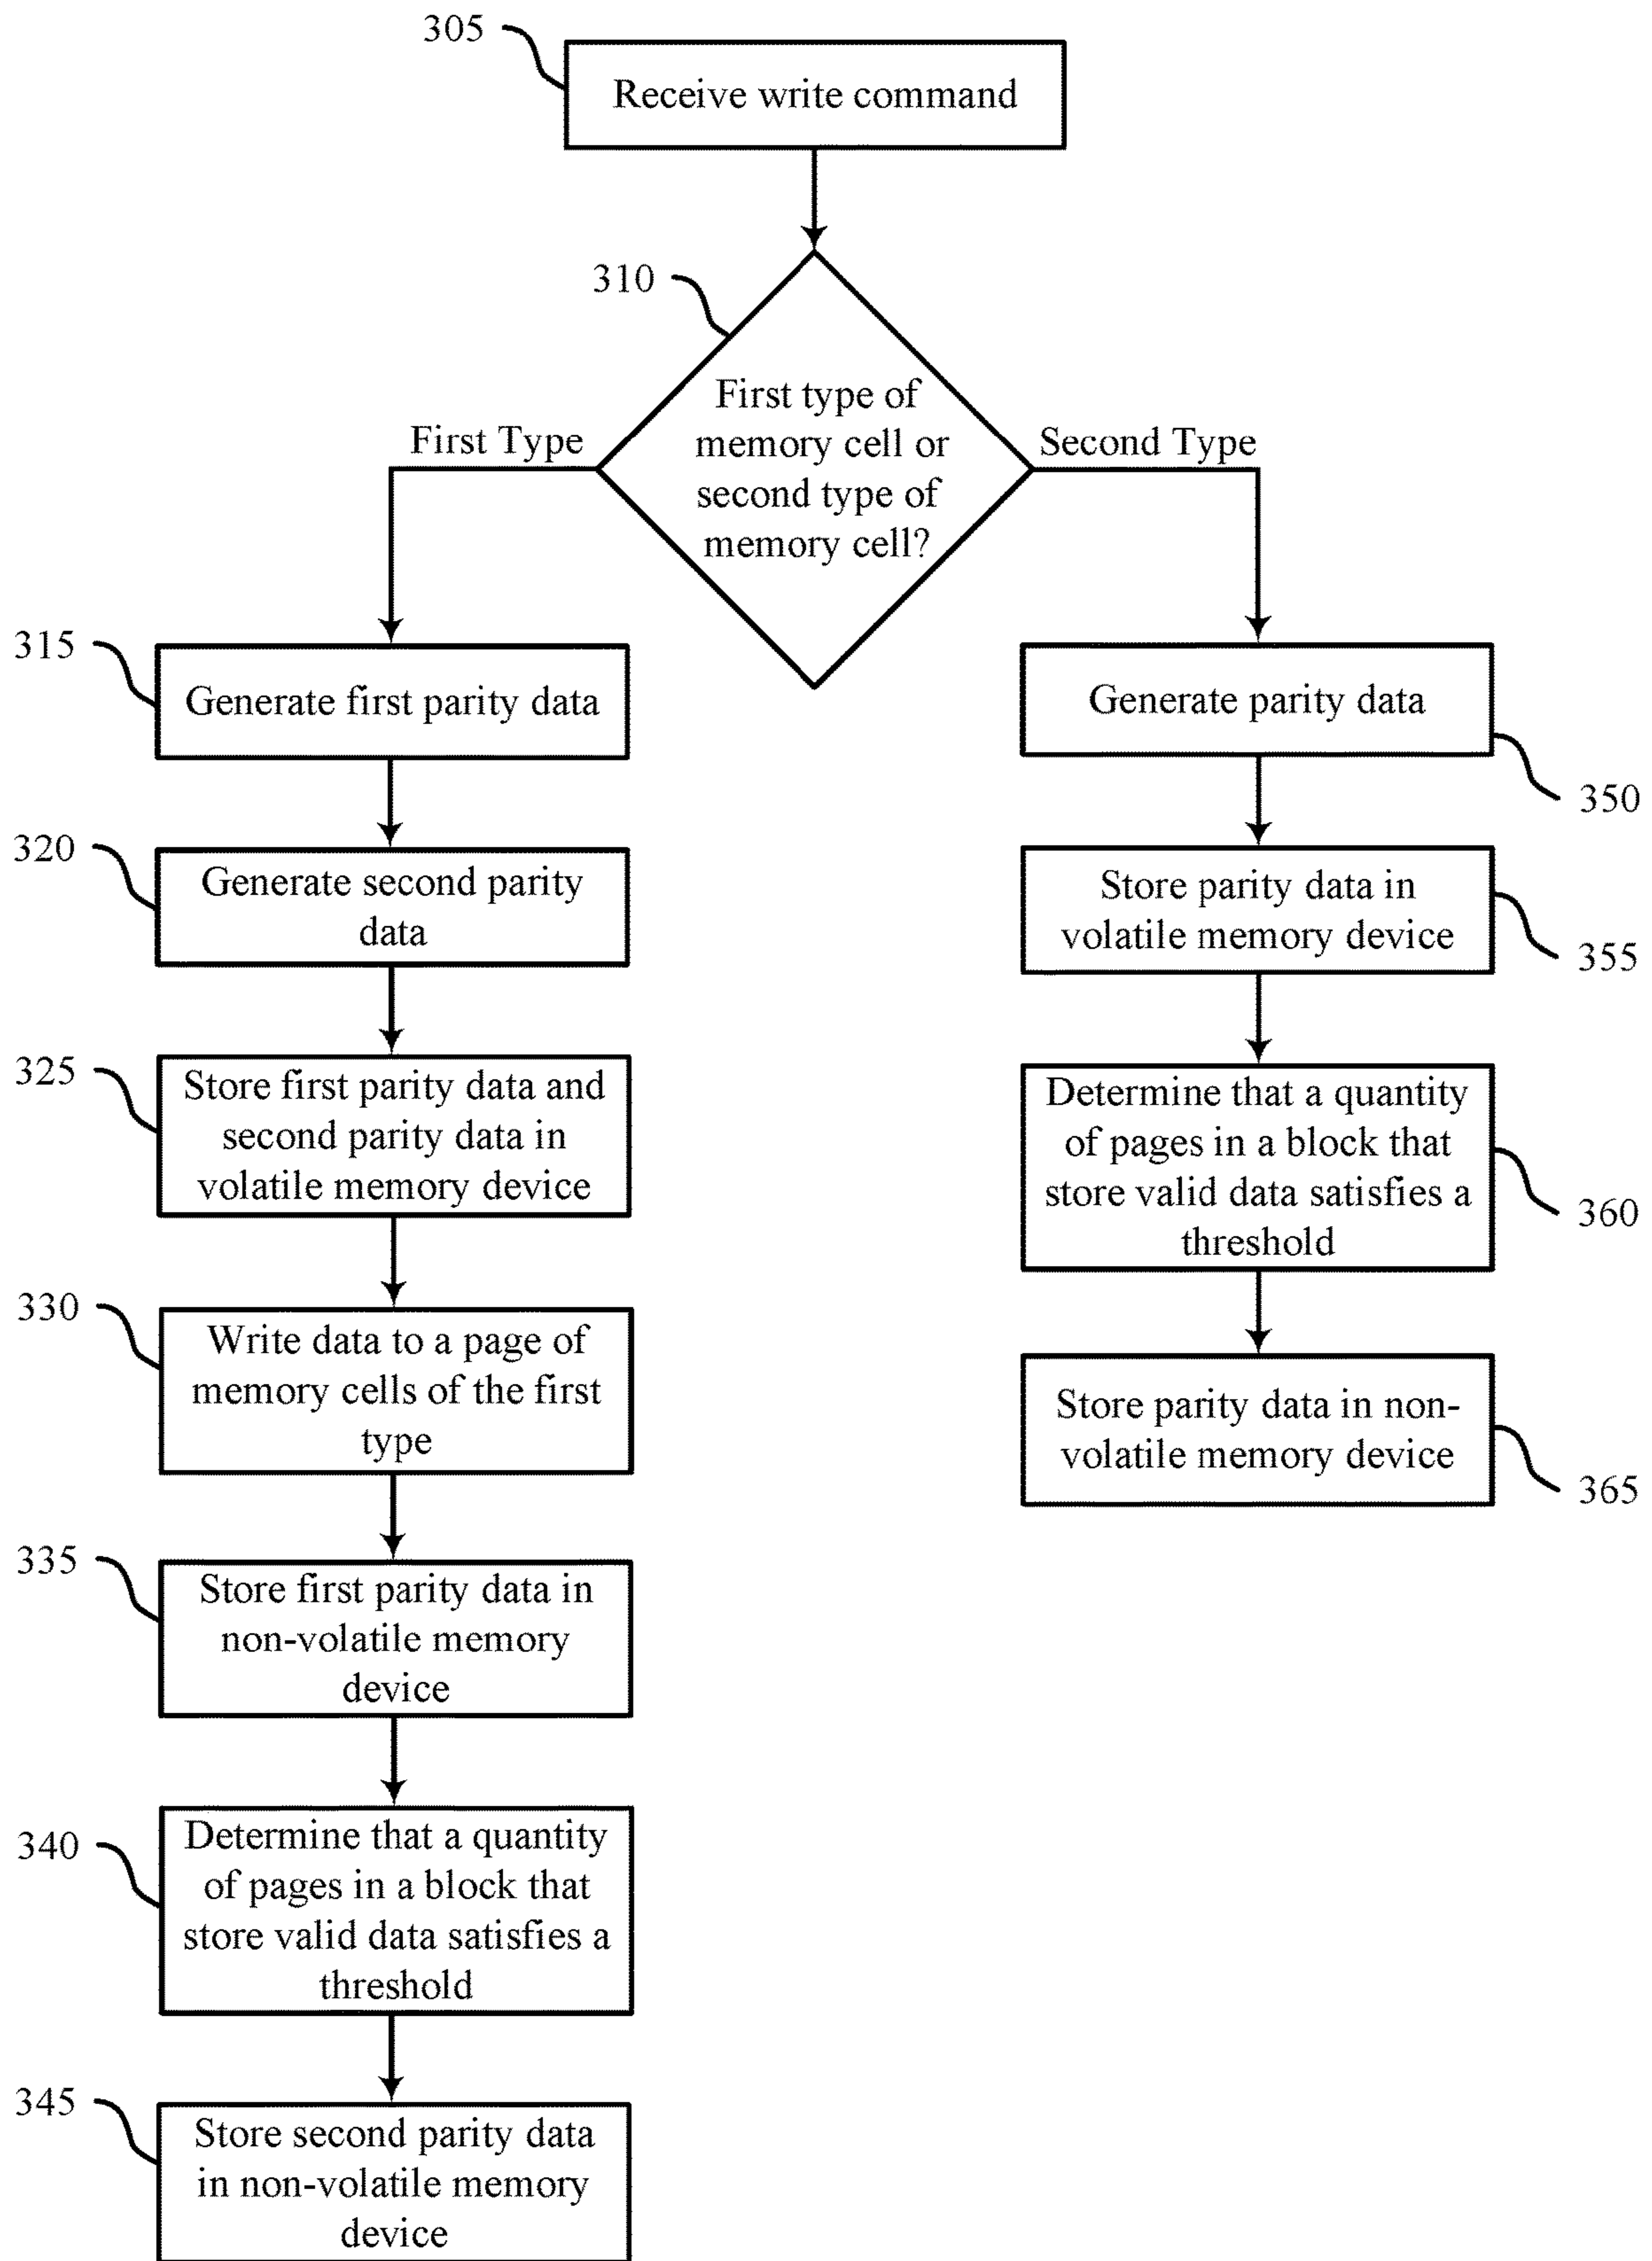 305
Receive write command
310
First type of
memory cell or
second type of
memory cell?
First Type
Second Type
315
Generate first parity data
320
Generate second parity
data
325
Store first parity data and
second parity data in
volatile memory device
330
Write data to a page of
memory cells of the first
type
335
Store first parity data in
non-volatile memory
device
340
Determine that a quantity
of pages in a block that
store valid data satisfies a
threshold
345
Store second parity data
in non-volatile memory
device
Generate parity data
350
Store parity data in
volatile memory device
355
Determine that a quantity
of pages in a block that
store valid data satisfies a
threshold
360
Store parity data in non-
volatile memory device
365